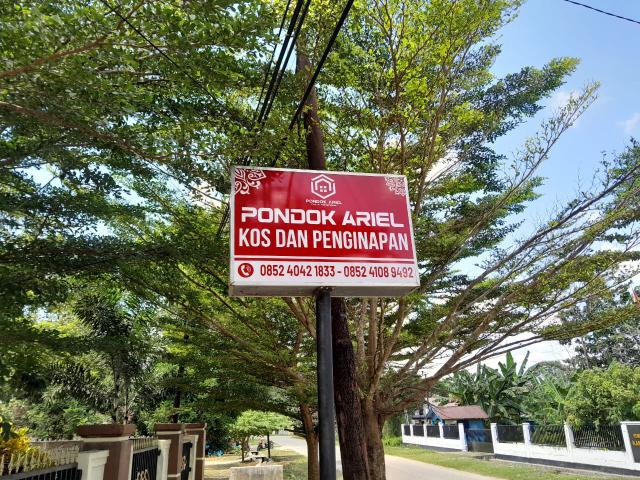 PONDOK ARIEL
PONDOK ARIEL
KOS DAN PENGINAPAN
0852 4042 1833 - 0852 4108 9492